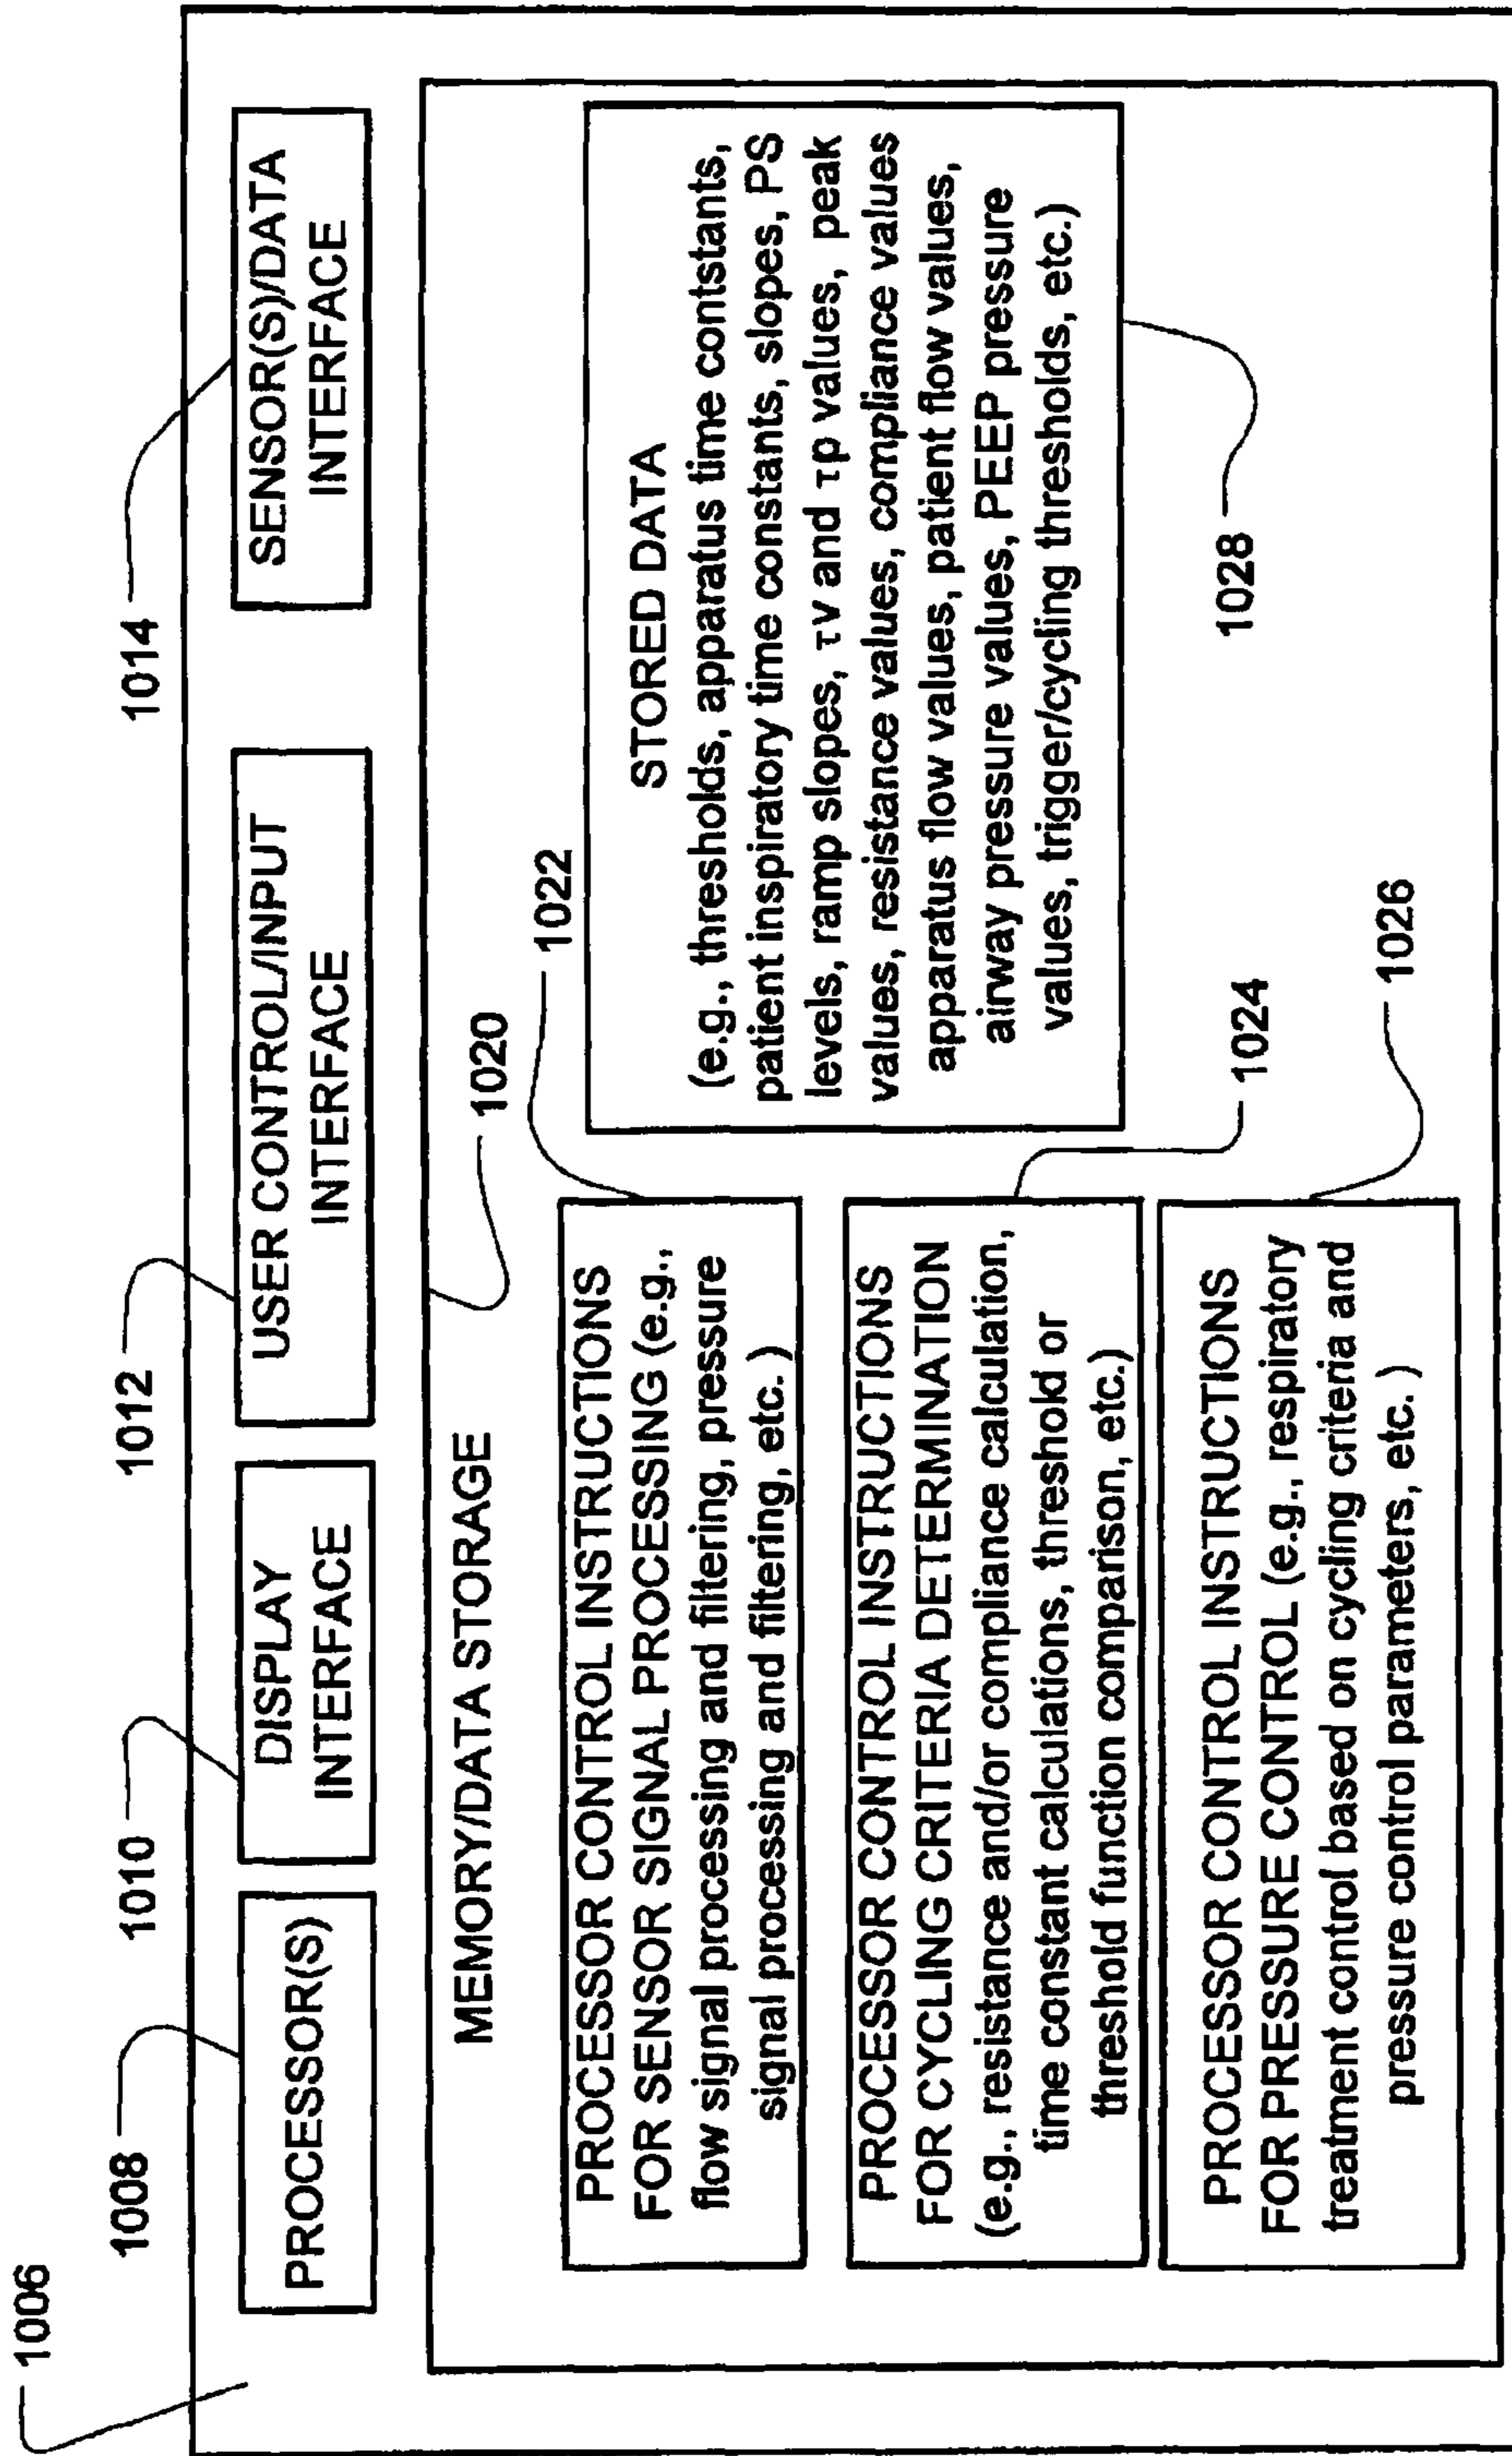 1006
1008
PROCESSOR(S)
1010
DISPLAY
INTERFACE
1012
USER CONTROL/INPUT
INTERFACE
1014
SENSOR(S)/DATA
INTERFACE
MEMORY/DATA STORAGE
1020
PROCESSOR CONTROL INSTRUCTIONS
FOR SENSOR SIGNAL PROCESSING (e.g.,
flow signal processing and filtering, pressure
signal processing and filtering, etc. )
1022
PROCESSOR CONTROL INSTRUCTIONS
FOR CYCLING CRITERIA DETERMINATION
(e.g., resistance and/or compliance calculation,
time constant calculations, threshold or
threshold function comparison, etc.)
1024
PROCESSOR CONTROL INSTRUCTIONS
FOR PRESSURE CONTROL (e.g., respiratory
treatment control based on cycling criteria and
pressure control parameters, etc. )
1026
STORED DATA
(e.g., thresholds, apparatus time contstants,
patient inspiratory time constants, slopes, PS
levels, ramp slopes, τV and τp values, peak
values, resistance values, compliance values
apparatus flow values, patient flow values,
airway pressure values, PEEP pressure
values, trigger/cycling thresholds, etc.)
1028